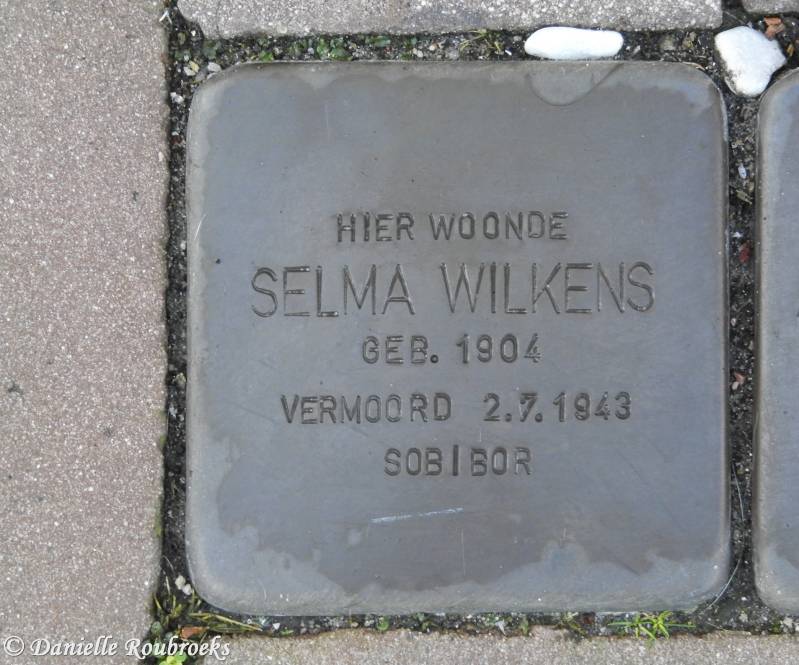 HIER WOONDE
SELMA WILKENS
GEB. 1904
VERMOORD 2.7.1943
SOBIBOR
© Danielle Roubroeks